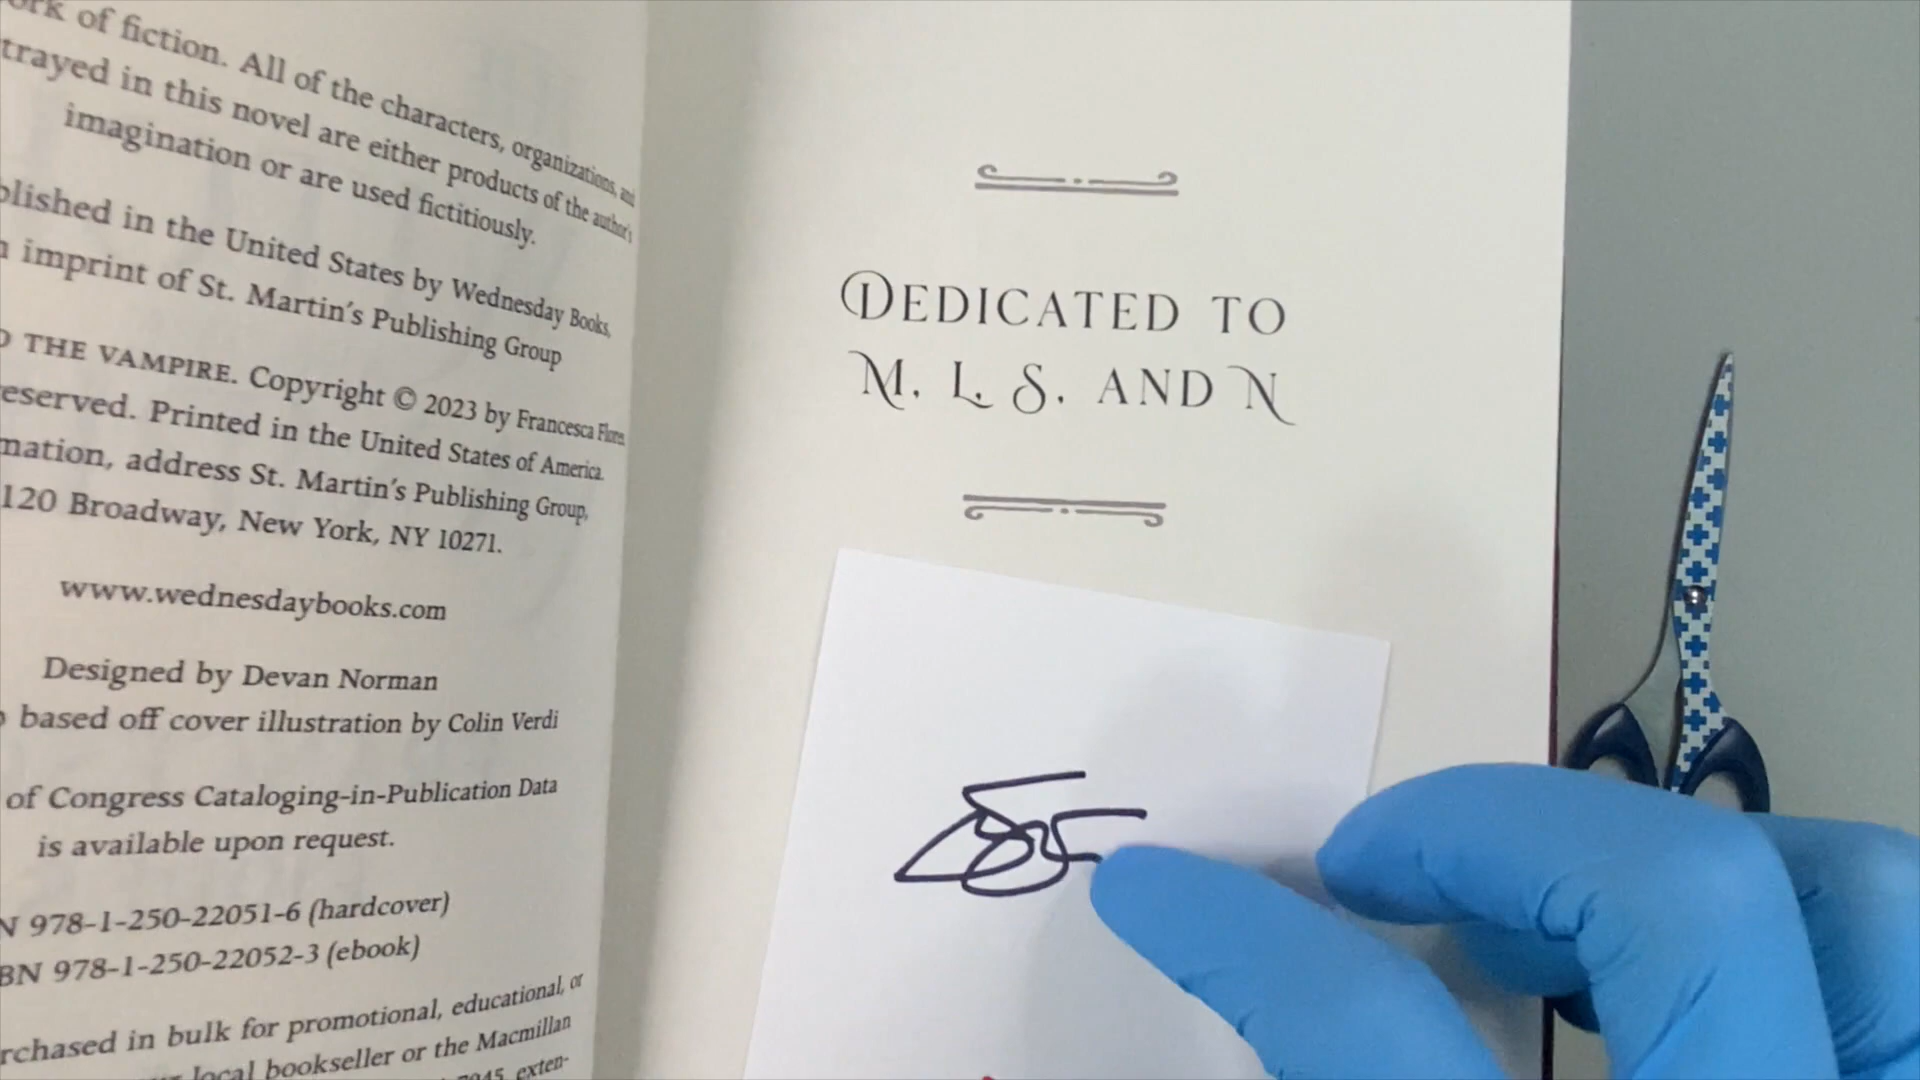 of fiction. All of the characters, organizations, and
trayed in this novel are either products of the author's
imagination or are used fictitiously.
blished in the United States by Wednesday Books,
imprint of St. Martin's Publishing Group
THE VAMPIRE. Copyright © 2023 by Francesca Flores
eserved. Printed in the United States of America.
mation, address St. Martin's Publishing Group,
120 Broadway, New York, NY 10271.
www.wednesdaybooks.com
Designed by Devan Norman
based off cover illustration by Colin Verdi
of Congress Cataloging-in-Publication Data
is available upon request.
N 978-1-250-22051-6 (hardcover)
BN 978-1-250-22052-3 (ebook)
rchased in bulk for promotional, educational, or
local bookseller or the Macmillan
exten-
DEDICATED TO
M, L, S, AND N